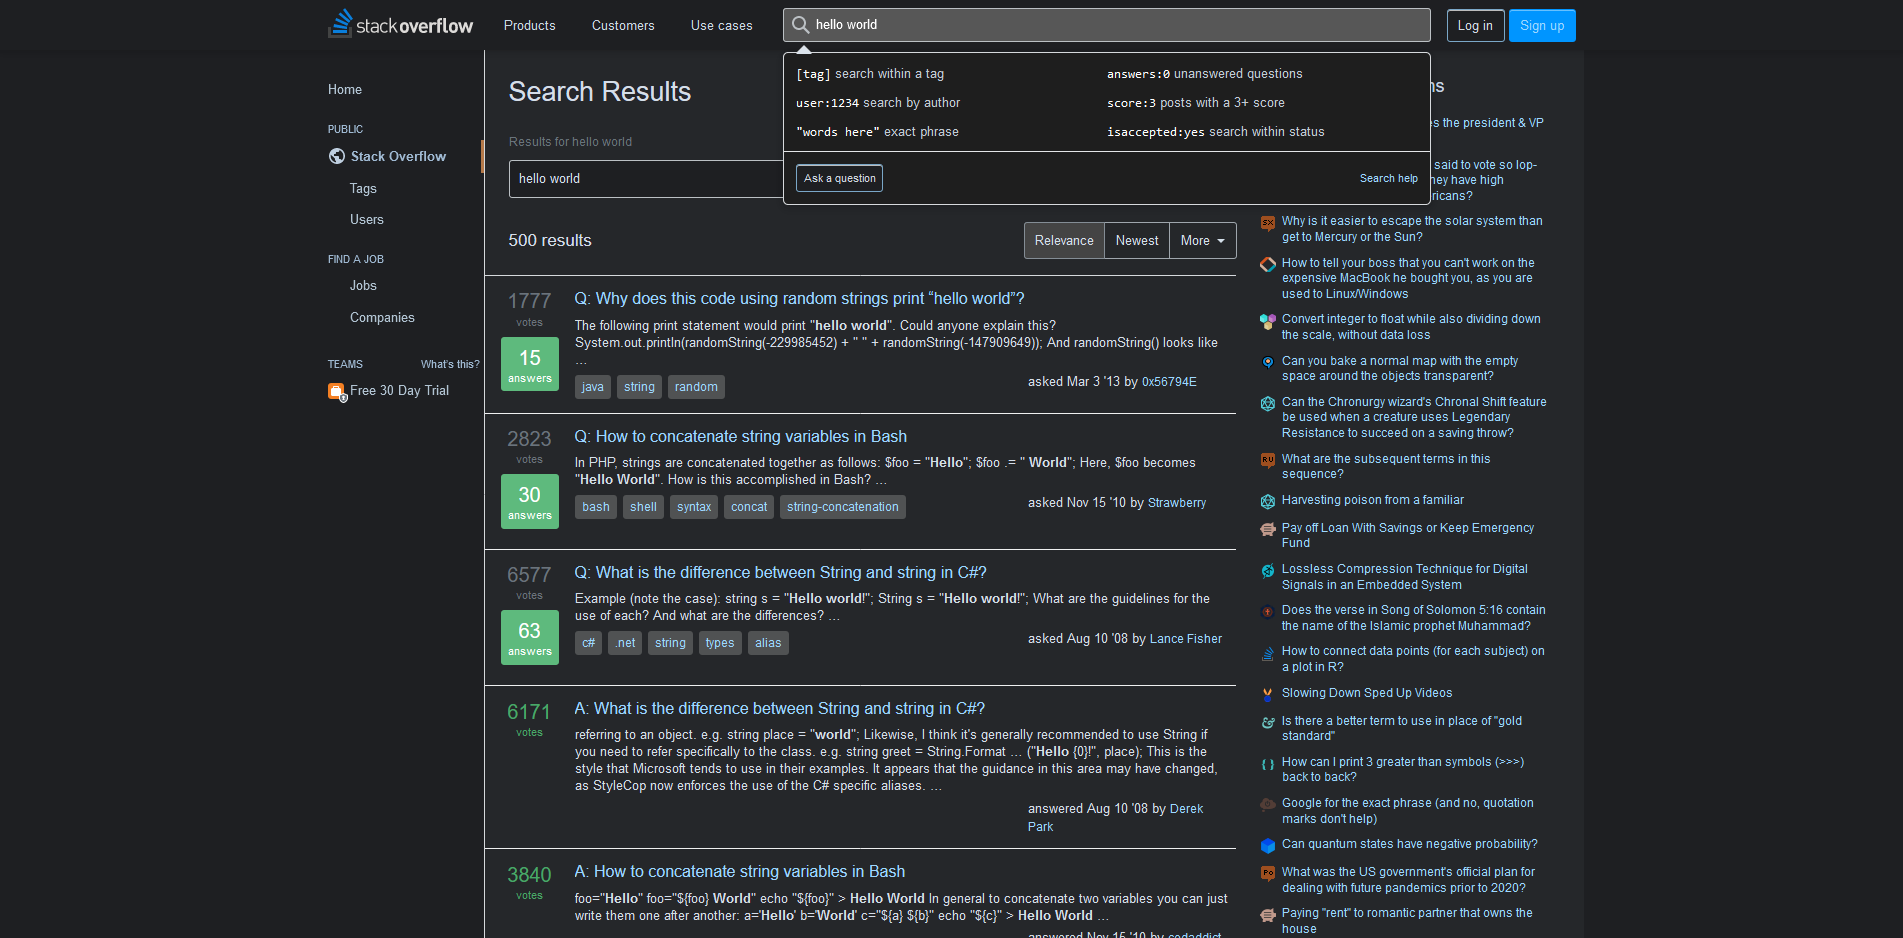 stack overflow
Products
Customers
Use cases
hello world
Log in
Sign up
[tag] search within a tag
answers:0 unanswered questions
user:1234 search by author
score:3 posts with a 3+ score
"words here" exact phrase
isaccepted:yes search within status
Ask a question
Search help
Home
PUBLIC
Stack Overflow
Tags
Users
FIND A JOB
Jobs
Companies
TEAMS
What's this?
Free 30 Day Trial
Search Results
Results for hello world
hello world
500 results
Relevance
Newest
More
1777
votes
15
answers
Q: Why does this code using random strings print “hello world”?
The following print statement would print "hello world". Could anyone explain this?
System.out.println(randomString(-229985452) + " " + randomString(-147909649)); And randomString() looks like
…
java
string
random
asked Mar 3 '13 by 0x56794E
2823
votes
30
answers
Q: How to concatenate string variables in Bash
In PHP, strings are concatenated together as follows: $foo = "Hello"; $foo .= " World"; Here, $foo becomes
"Hello World". How is this accomplished in Bash? …
bash
shell
syntax
concat
string-concatenation
asked Nov 15 '10 by Strawberry
6577
votes
63
answers
Q: What is the difference between String and string in C#?
Example (note the case): string s = "Hello world!"; String s = "Hello world!"; What are the guidelines for the
use of each? And what are the differences? …
c#
.net
string
types
alias
asked Aug 10 '08 by Lance Fisher
6171
votes
A: What is the difference between String and string in C#?
referring to an object. e.g. string place = "world"; Likewise, I think it's generally recommended to use String if
you need to refer specifically to the class. e.g. string greet = String.Format … ("Hello {0}!", place); This is the
style that Microsoft tends to use in their examples. It appears that the guidance in this area may have changed,
as StyleCop now enforces the use of the C# specific aliases. …
answered Aug 10 '08 by Derek
Park
3840
votes
A: How to concatenate string variables in Bash
foo="Hello" foo="${foo} World" echo "${foo}" > Hello World In general to concatenate two variables you can just
write them one after another: a='Hello' b='World' c="${a} ${b}" echo "${c}" > Hello World …
answered Nov 15 '10 by codaddict
ns
es the president & VP
said to vote so lop-
hey have high
ricans?
Why is it easier to escape the solar system than
get to Mercury or the Sun?
How to tell your boss that you can't work on the
expensive MacBook he bought you, as you are
used to Linux/Windows
Convert integer to float while also dividing down
the scale, without data loss
Can you bake a normal map with the empty
space around the objects transparent?
Can the Chronurgy wizard's Chronal Shift feature
be used when a creature uses Legendary
Resistance to succeed on a saving throw?
What are the subsequent terms in this
sequence?
Harvesting poison from a familiar
Pay off Loan With Savings or Keep Emergency
Fund
Lossless Compression Technique for Digital
Signals in an Embedded System
Does the verse in Song of Solomon 5:16 contain
the name of the Islamic prophet Muhammad?
How to connect data points (for each subject) on
a plot in R?
Slowing Down Sped Up Videos
Is there a better term to use in place of "gold
standard"
How can I print 3 greater than symbols (>>>)
back to back?
Google for the exact phrase (and no, quotation
marks don't help)
Can quantum states have negative probability?
What was the US government's official plan for
dealing with future pandemics prior to 2020?
Paying "rent" to romantic partner that owns the
house